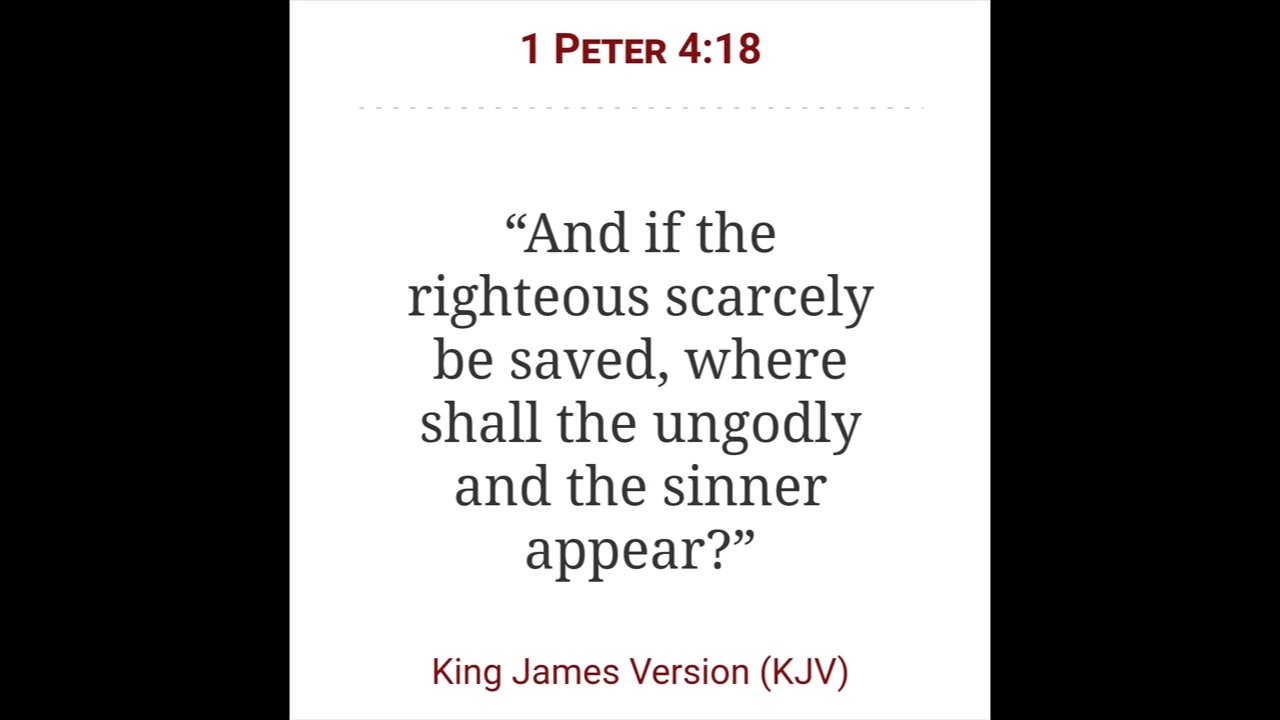 1 Peter 4:18
“And if the
righteous scarcely
be saved, where
shall the ungodly
and the sinner
appear?”
King James Version (KJV)